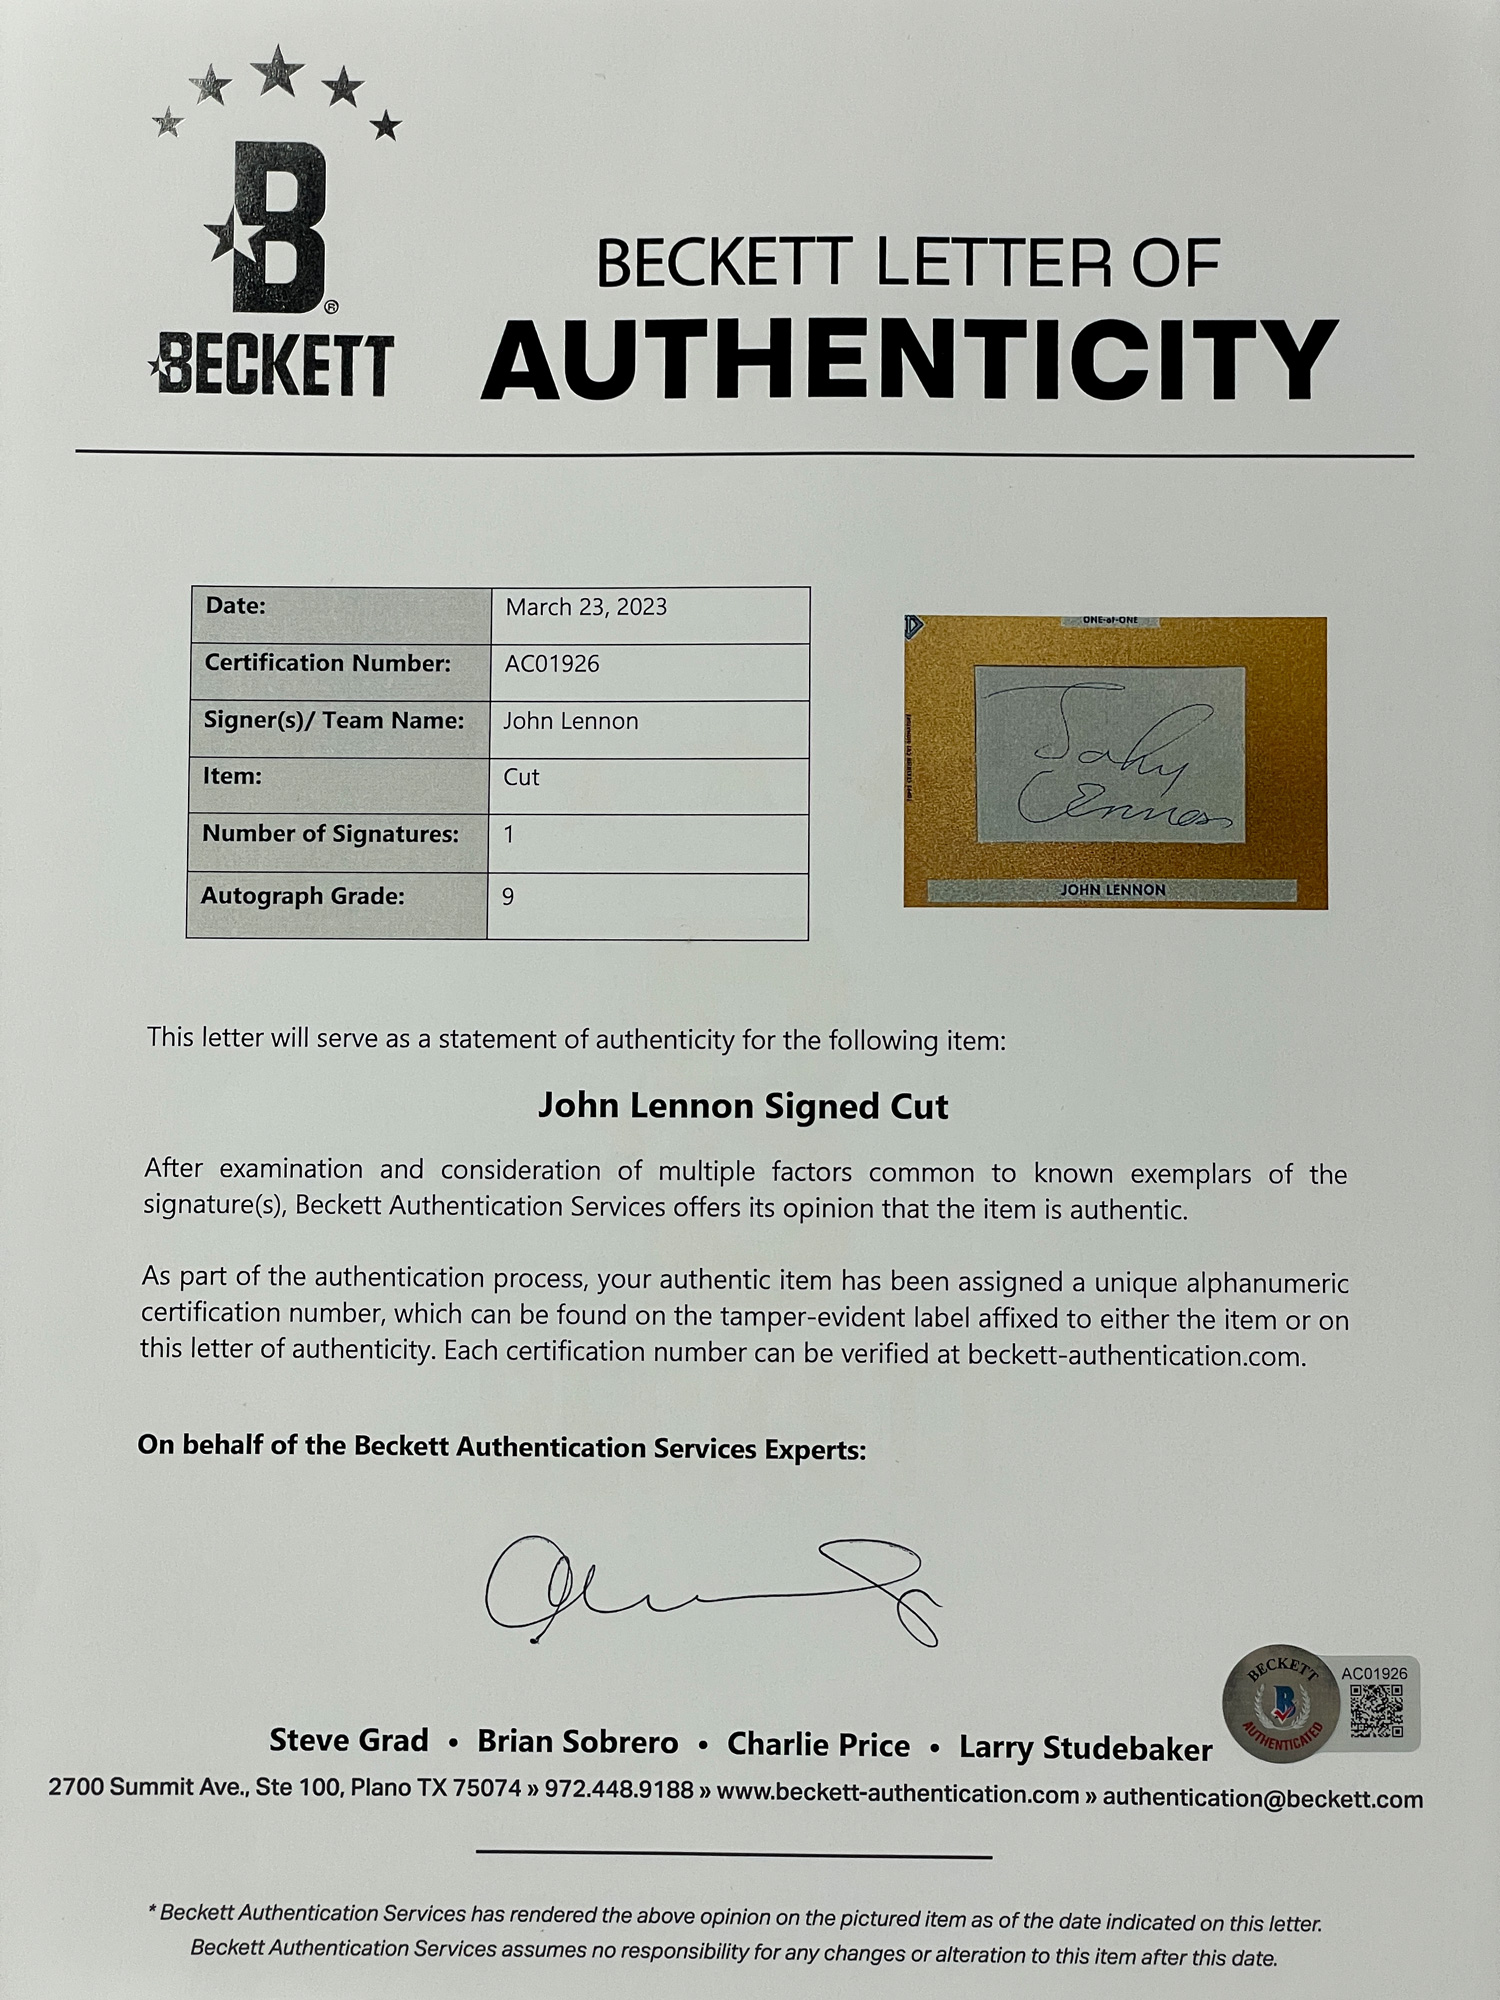 BECKETT
BECKETT LETTER OF
AUTHENTICITY
Date: March 23, 2023
Certification Number: AC01926
Signer(s)/ Team Name: John Lennon
Item: Cut
Number of Signatures: 1
Autograph Grade: 9
ONE-of-ONE
John
Lennon
JOHN LENNON
This letter will serve as a statement of authenticity for the following item:
John Lennon Signed Cut
After examination and consideration of multiple factors common to known exemplars of the
signature(s), Beckett Authentication Services offers its opinion that the item is authentic.
As part of the authentication process, your authentic item has been assigned a unique alphanumeric
certification number, which can be found on the tamper-evident label affixed to either the item or on
this letter of authenticity. Each certification number can be verified at beckett-authentication.com.
On behalf of the Beckett Authentication Services Experts:
BECKETT
B
AUTHENTICATED
AC01926
Steve Grad • Brian Sobrero • Charlie Price • Larry Studebaker
2700 Summit Ave., Ste 100, Plano TX 75074 » 972.448.9188 » www.beckett-authentication.com » authentication@beckett.com
* Beckett Authentication Services has rendered the above opinion on the pictured item as of the date indicated on this letter.
Beckett Authentication Services assumes no responsibility for any changes or alteration to this item after this date.